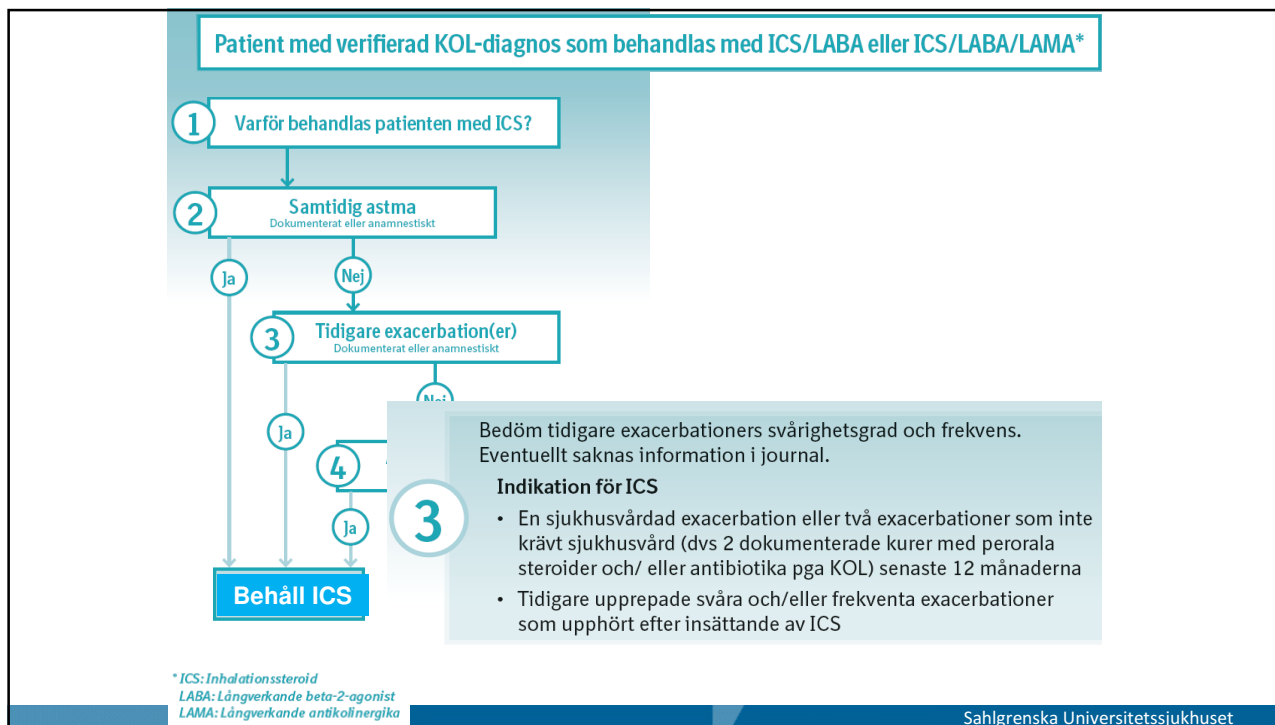 Patient med verifierad KOL-diagnos som behandlas med ICS/LABA eller ICS/LABA/LAMA*
1
Varför behandlas patienten med ICS?
2
Samtidig astma
Dokumenterat eller anamnestiskt
Ja
Nej
3
Tidigare exacerbation(er)
Dokumenterat eller anamnestiskt
Nej
Ja
4
Ja
Behåll ICS
3
Bedöm tidigare exacerbationers svårighetsgrad och frekvens.
Eventuellt saknas information i journal.
Indikation för ICS
• En sjukhusvårdad exacerbation eller två exacerbationer som inte
krävt sjukhusvård (dvs 2 dokumenterade kurer med perorala
steroider och/ eller antibiotika pga KOL) senaste 12 månaderna
• Tidigare upprepade svåra och/eller frekventa exacerbationer
som upphört efter insättande av ICS
* ICS: Inhalationssteroid
LABA: Långverkande beta-2-agonist
LAMA: Långverkande antikolinergika
Sahlgrenska Universitetssjukhuset